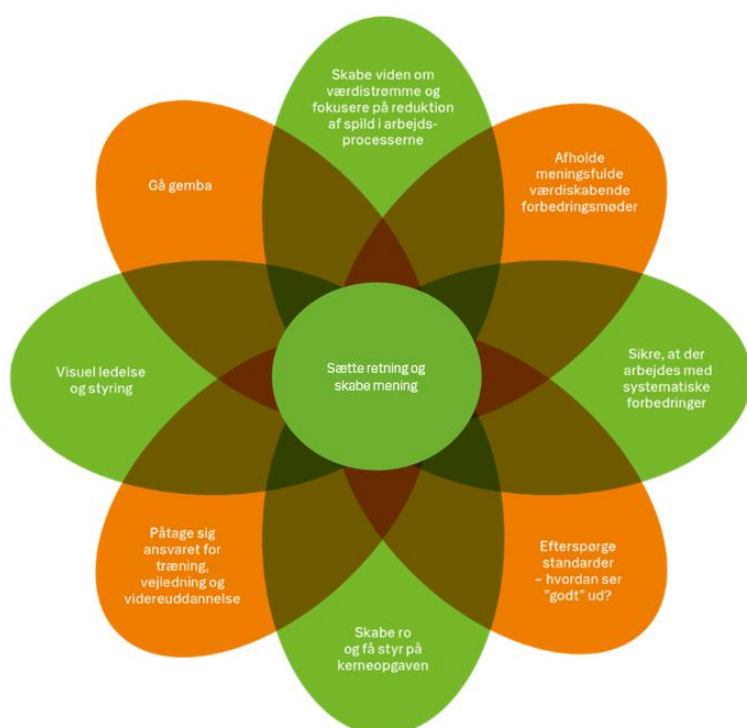 Skabe viden om
værdistrømme og
fokusere på reduktion
af spild i arbejds-
processerne
Afholde
meningsfulde
værdiskabende
forbedringsmøder
Sikre, at der
arbejdes med
systematiske
forbedringer
Efterspørge
standarder
– hvordan ser
"godt" ud?
Skabe ro
og få styr på
kerneopgaven
Påtage sig
ansvaret for
træning,
vejledning og
videreuddannelse
Visuel ledelse
og styring
Gå gemba
Sætte retning og
skabe mening